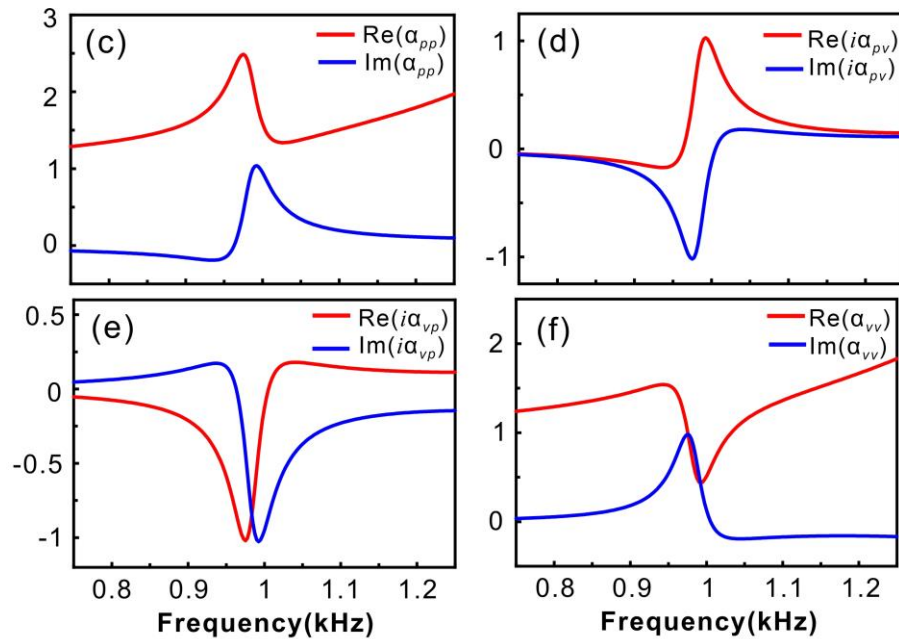 (c)
Re(αpp)
Im(αpp)
3
2
1
0
(d)
Re(iαpv)
Im(iαpv)
1
0
-1
(e)
Re(iαvp)
Im(iαvp)
0.5
0
-0.5
-1
0.8 0.9 1 1.1 1.2
Frequency(kHz)
(f)
Re(αvv)
Im(αvv)
2
1
0
0.8 0.9 1 1.1 1.2
Frequency(kHz)